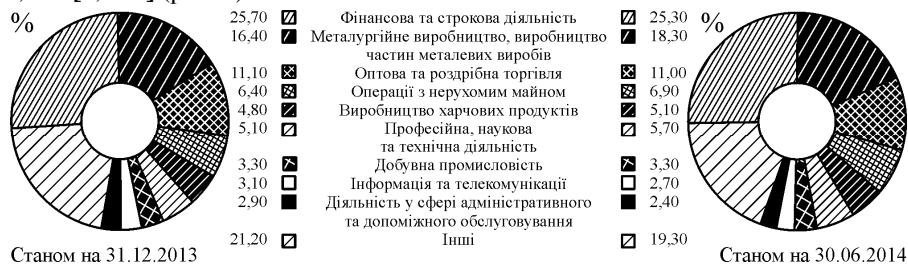 %
25,70 Фінансова та строкова діяльність 25,30
16,40 Металургійне виробництво, виробництво 18,30
частин металевих виробів
11,10 Оптова та роздрібна торгівля 11,00
6,40 Операції з нерухомим майном 6,90
4,80 Виробництво харчових продуктів 5,10
5,10 Професійна, наукова 5,70
та технічна діяльність
3,30 Добувна промисловість 3,30
3,10 Інформація та телекомунікації 2,70
2,90 Діяльність у сфері адміністративного 2,40
та допоміжного обслуговування
21,20 Інші 19,30
%
Станом на 31.12.2013
Станом на 30.06.2014